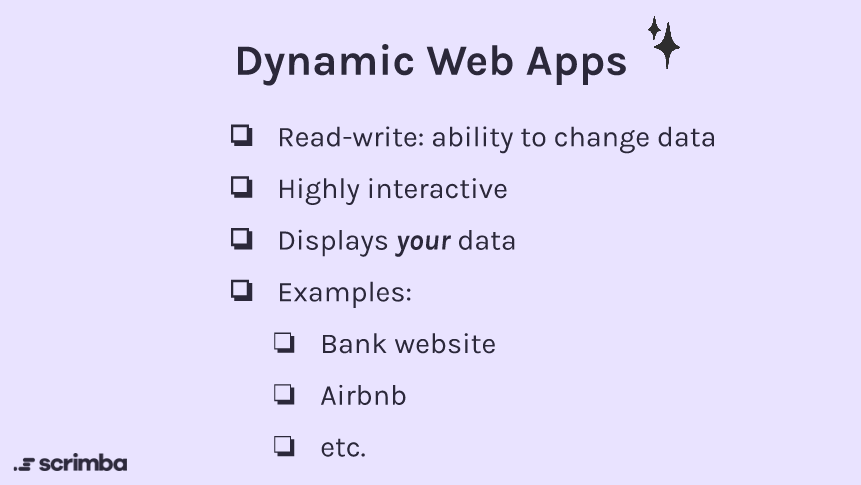 Dynamic Web Apps
Read-write: ability to change data
Highly interactive
Displays your data
Examples:
Bank website
Airbnb
etc.
scrimba